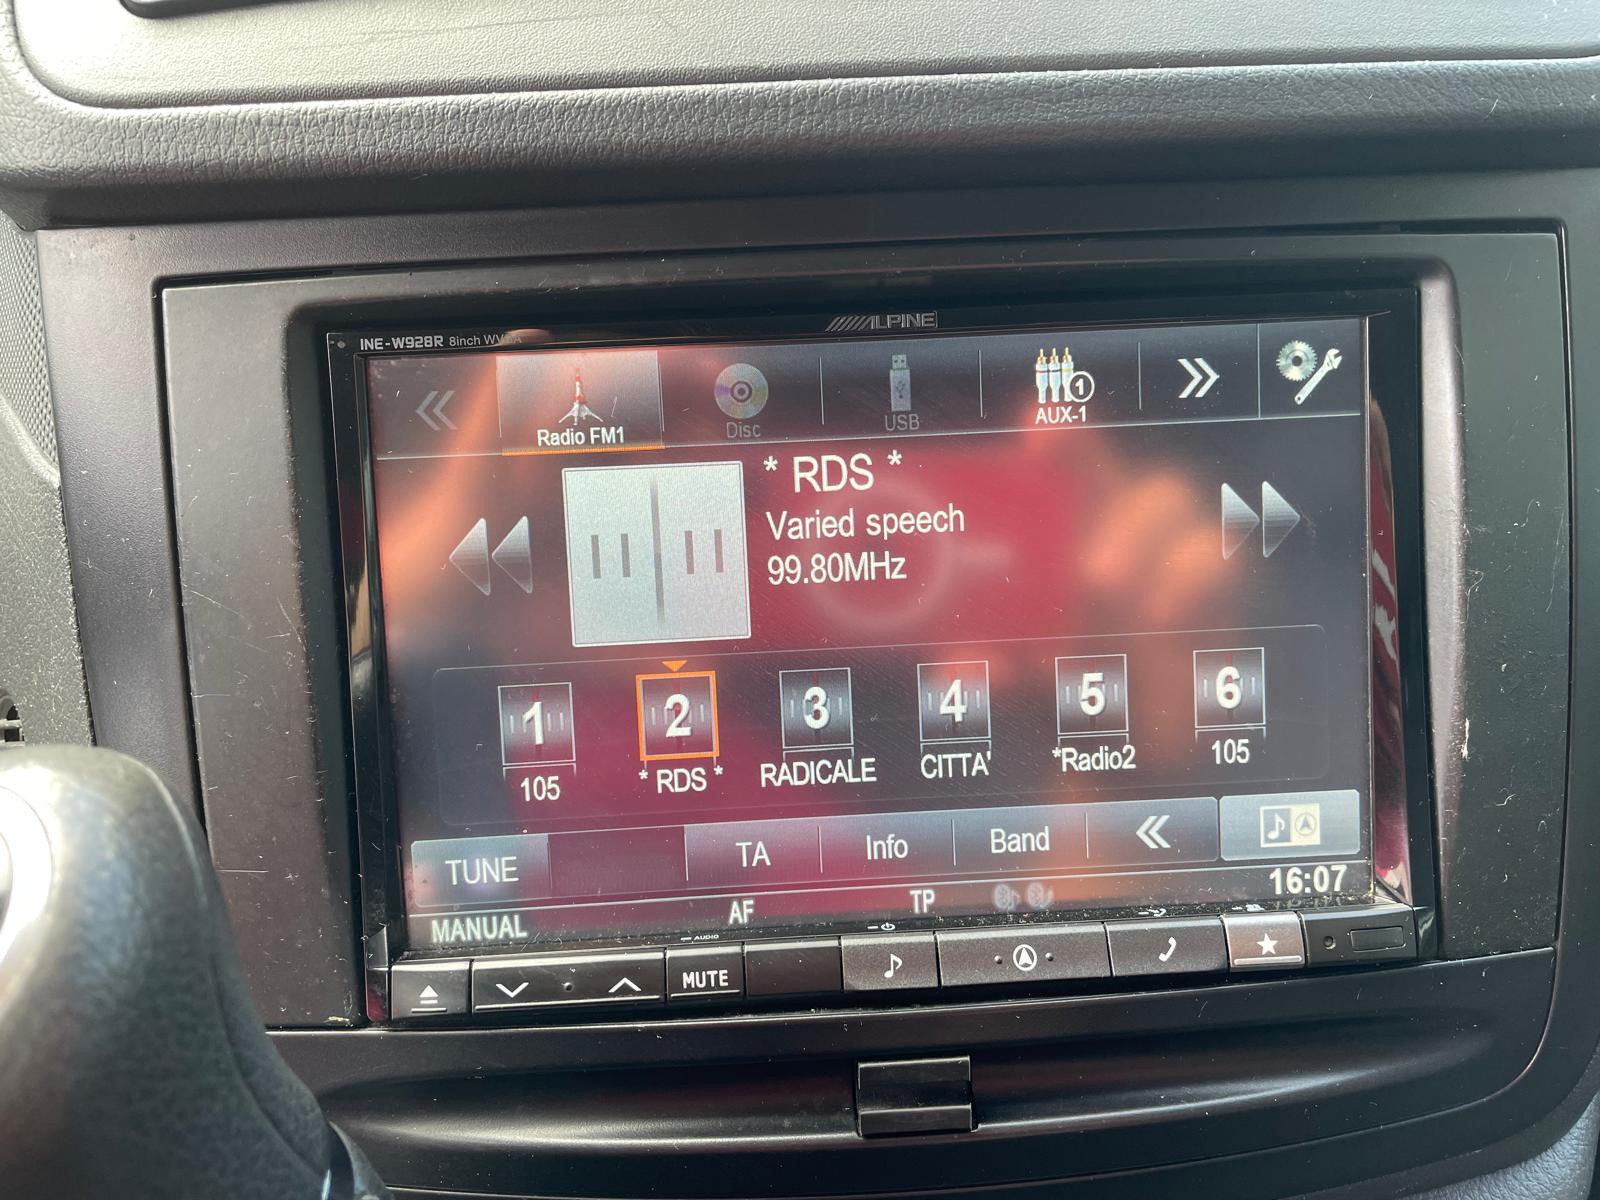 ALPINE
INE-W928R 8inch WVGA
Radio FM1
Disc
USB
1
AUX-1
* RDS *
Varied speech
99.80MHz
1
2
3
4
5
6
105
* RDS *
RADICALE
CITTA'
*Radio2
105
TUNE
TA
Info
Band
MANUAL
AF
TP
16:07
AUDIO
MUTE